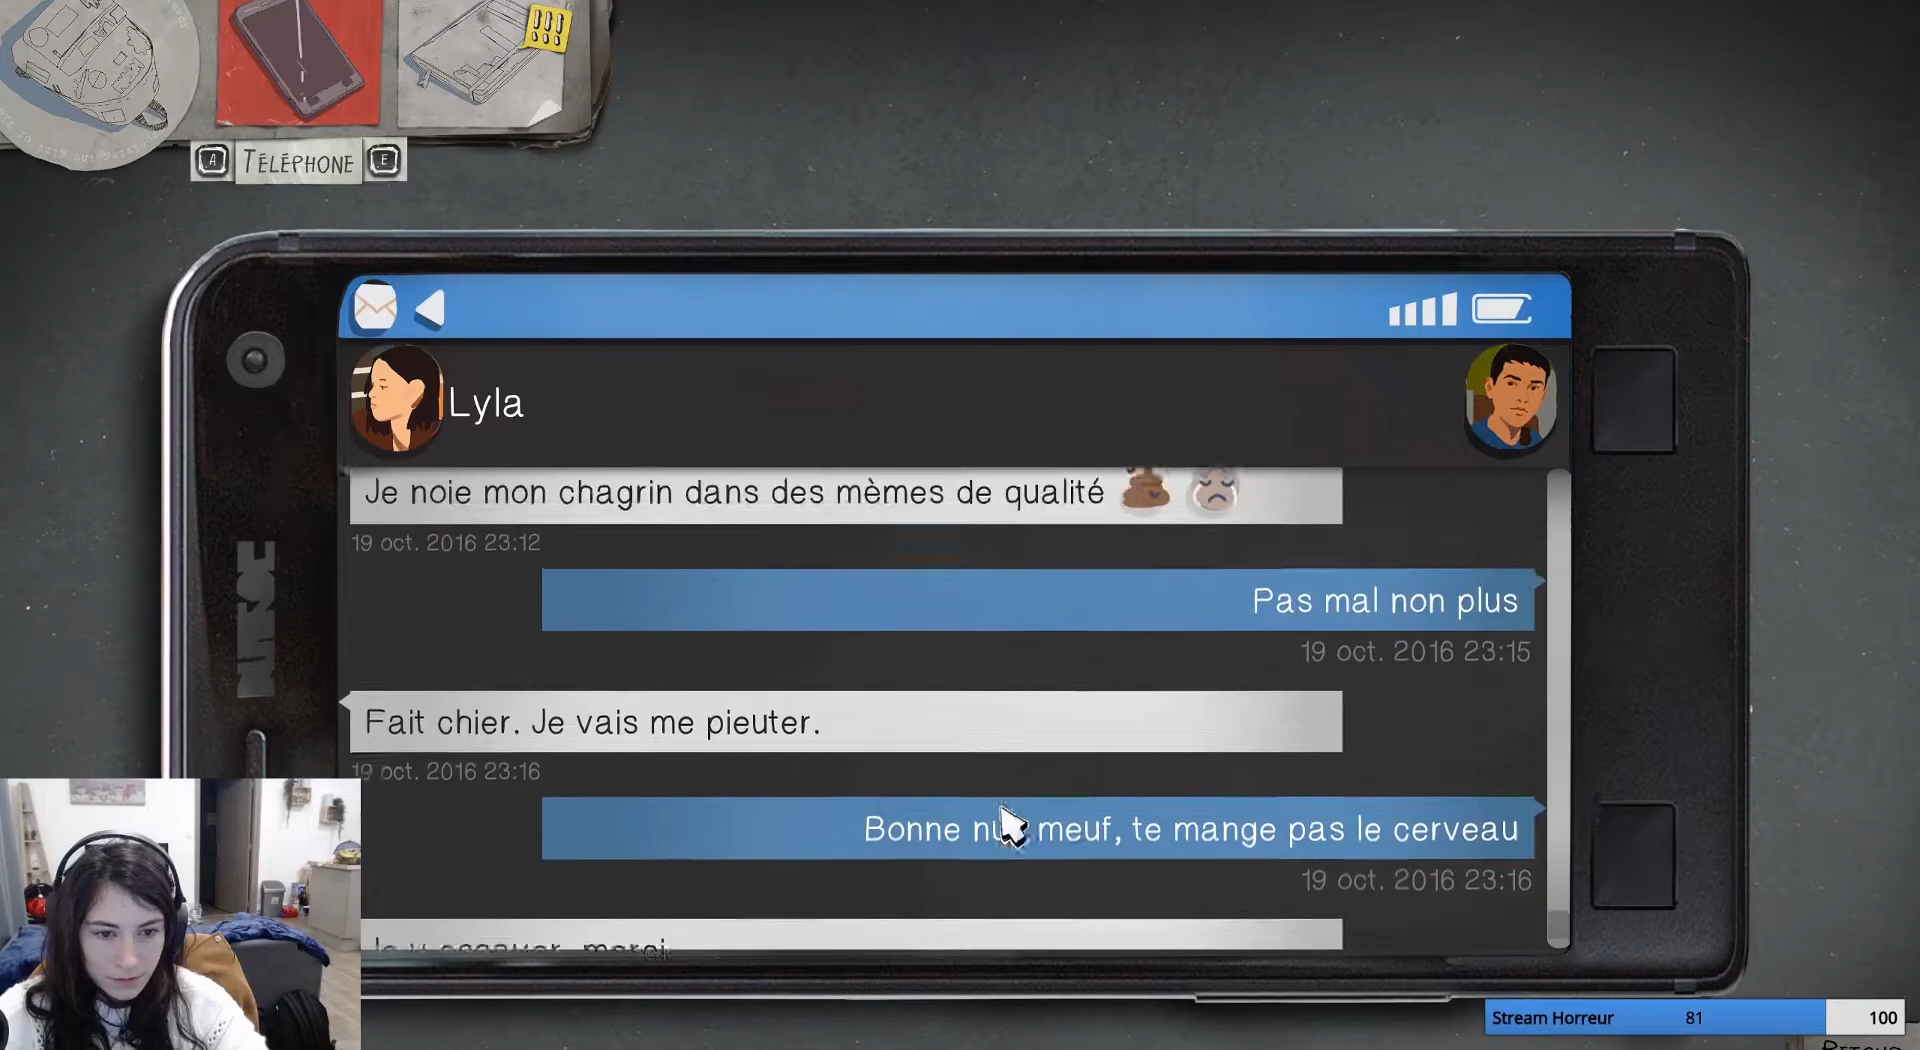 A TÉLÉPHONE E
Lyla
Je noie mon chagrin dans des mèmes de qualité
19 oct. 2016 23:12
Pas mal non plus
19 oct. 2016 23:15
Fait chier. Je vais me pieuter.
19 oct. 2016 23:16
Bonne meuf, te mange pas le cerveau
19 oct. 2016 23:16
merci.
Stream Horreur 81 100